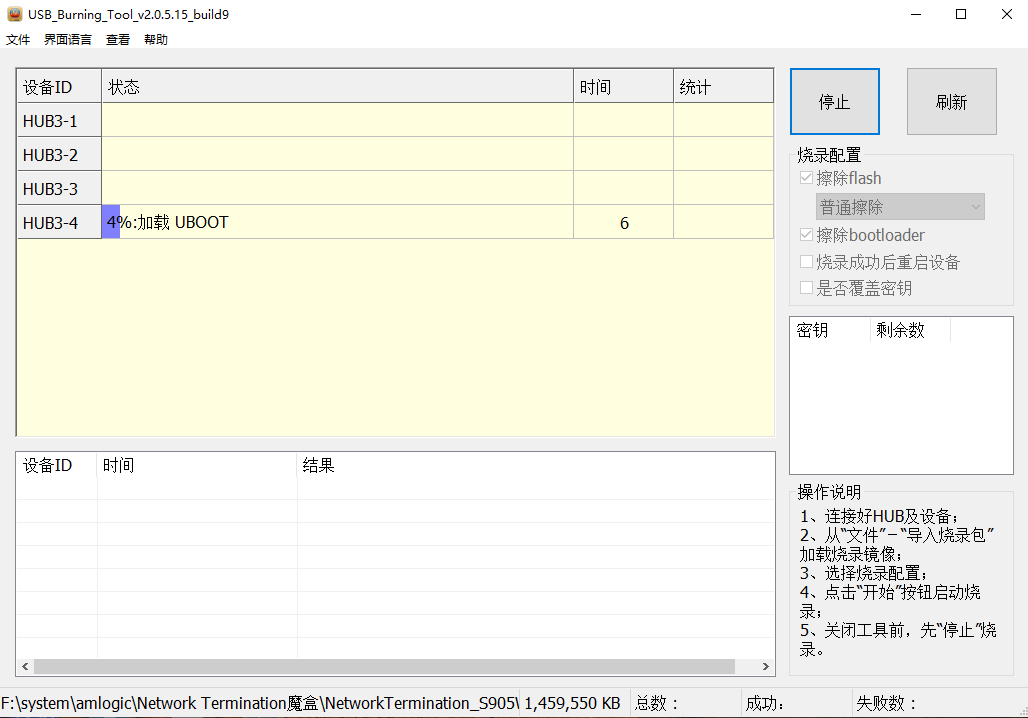 USB_Burning_Tool_v2.0.5.15_build9
文件 界面语言 查看 帮助
设备ID 状态 时间 统计
HUB3-1
HUB3-2
HUB3-3
HUB3-4 4%:加载 UBOOT 6
停止 刷新
烧录配置
擦除flash
普通擦除
擦除bootloader
烧录成功后重启设备
是否覆盖密钥
密钥 剩余数
设备ID 时间 结果
操作说明
1、连接好HUB及设备；
2、从“文件”－“导入烧录包”
加载烧录镜像；
3、选择烧录配置；
4、点击“开始”按钮启动烧
录；
5、关闭工具前，先“停止”烧
录。
F:\system\amlogic\Network Termination魔盒\NetworkTermination_S905\ 1,459,550 KB 总数： 成功： 失败数：